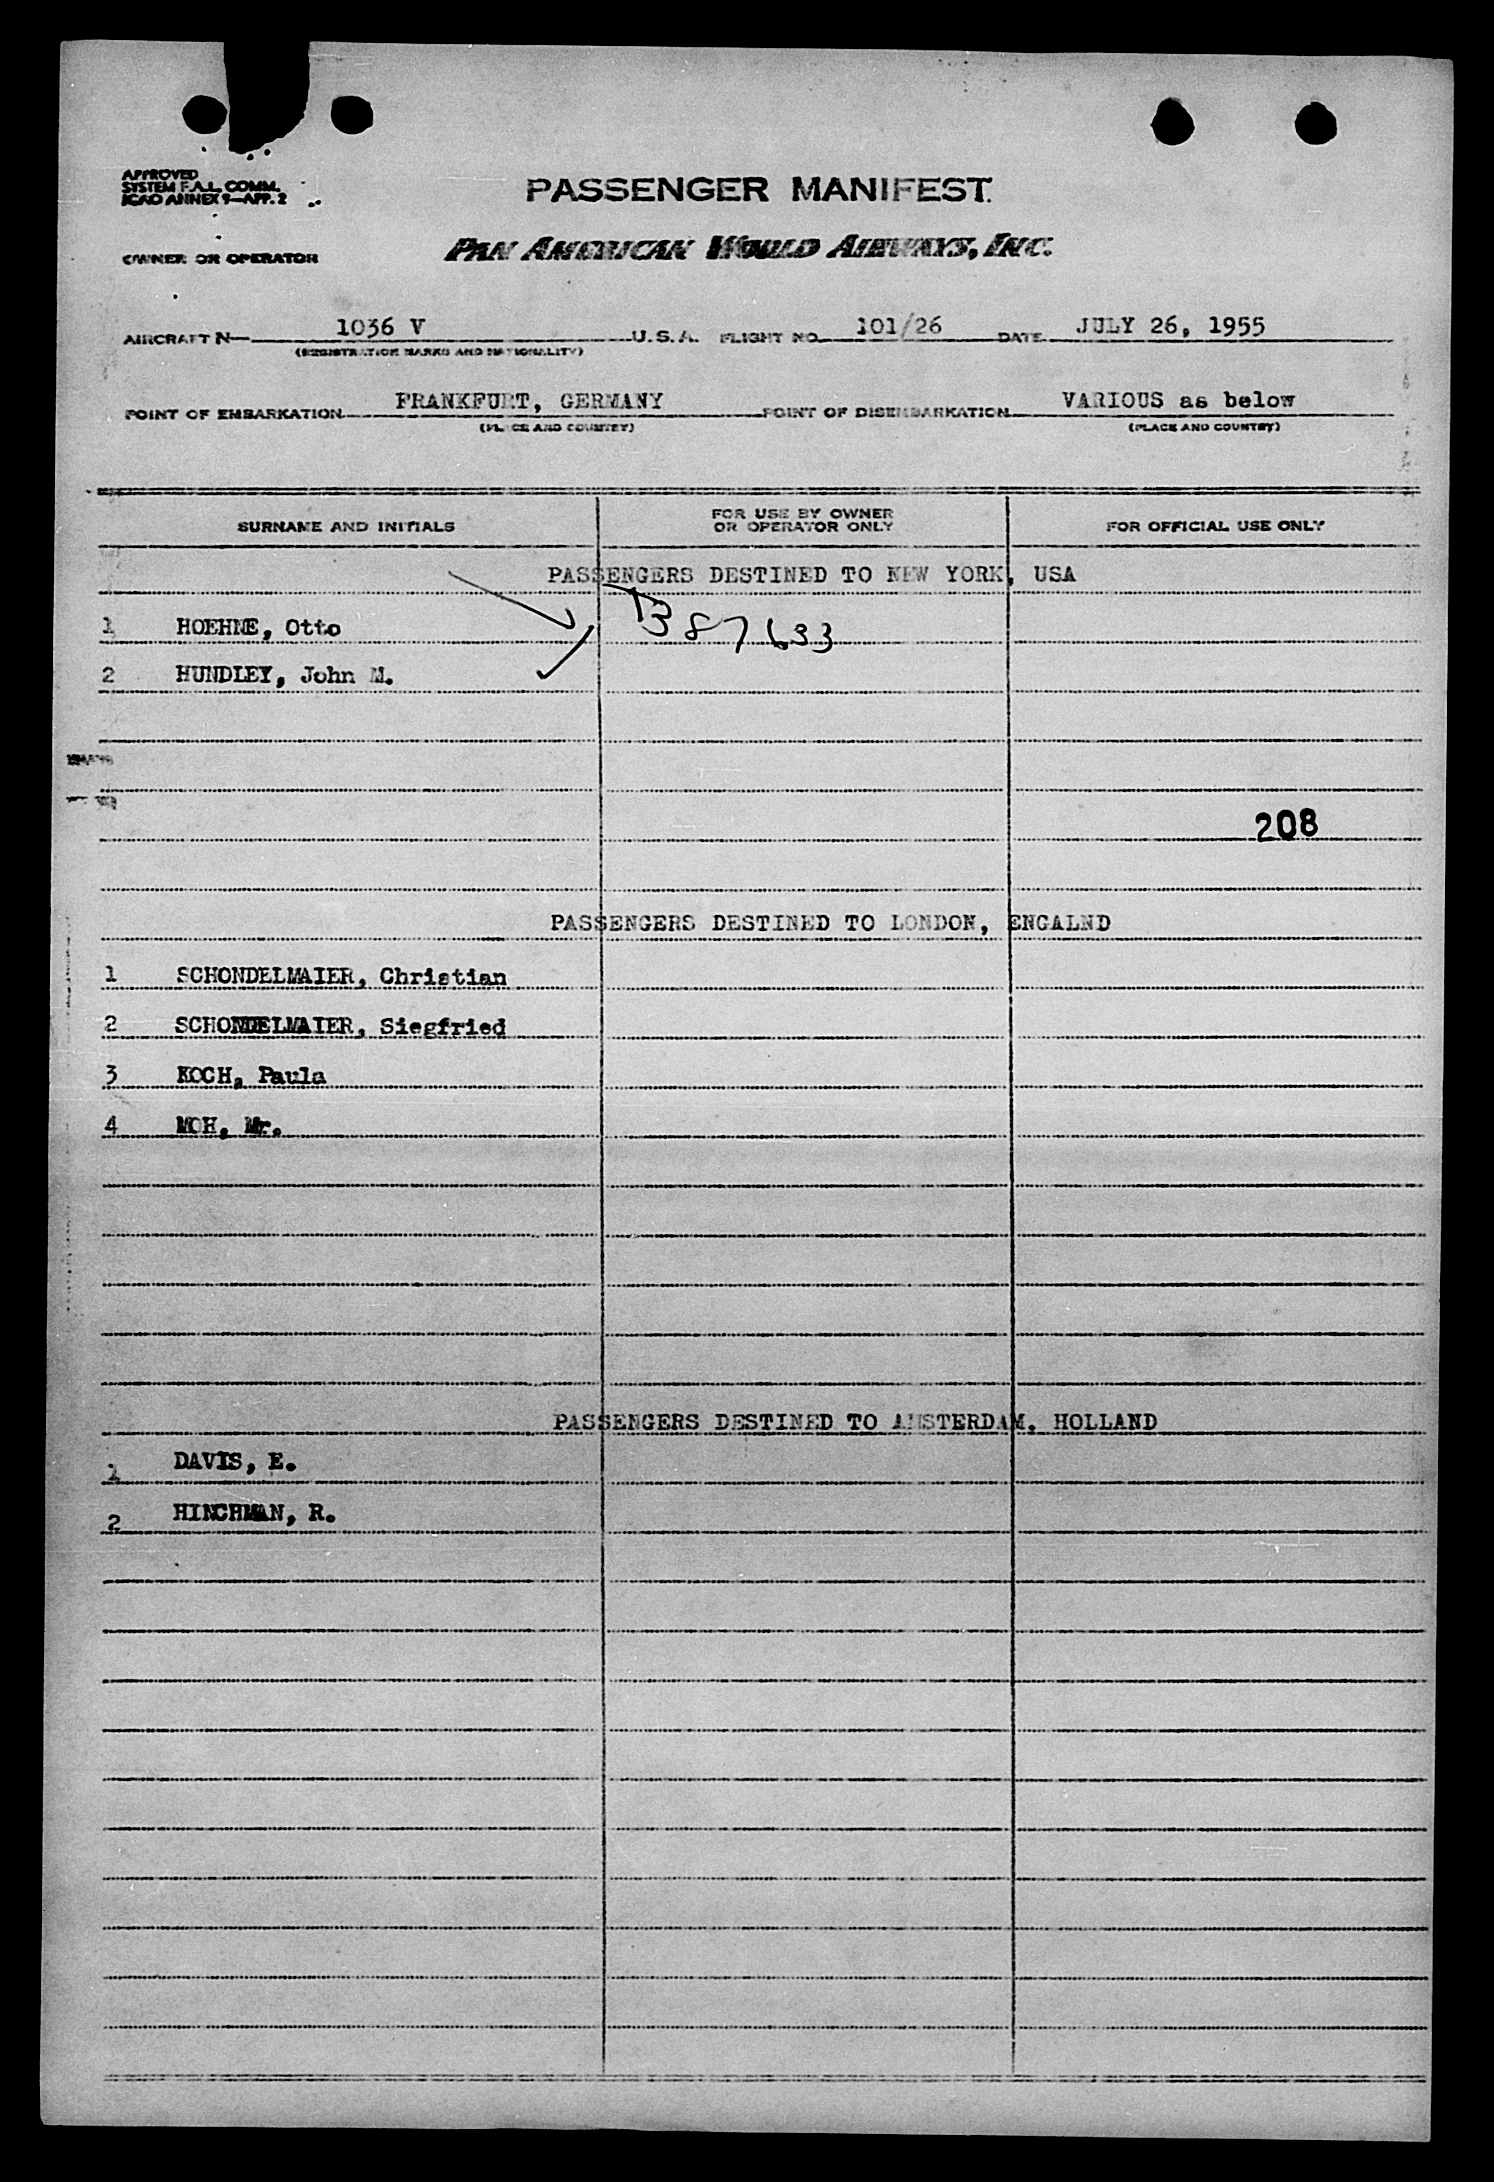 APPROVED
SYSTEM F.A.L. COMM.
ICAO ANNEX 9—APP. 2
PASSENGER MANIFEST
OWNER OR OPERATOR PAN AMERICAN WORLD AIRWAYS, INC.
AIRCRAFT N— 1036 V U.S.A. FLIGHT NO. 101/26 DATE JULY 26, 1955
(REGISTRATION MARKS AND NATIONALITY)
POINT OF EMBARKATION FRANKFURT, GERMANY POINT OF DISEMBARKATION VARIOUS as below
(PLACE AND COUNTRY) (PLACE AND COUNTRY)
SURNAME AND INITIALS FOR USE BY OWNER OR OPERATOR ONLY FOR OFFICIAL USE ONLY
PASSENGERS DESTINED TO NEW YORK, USA
1 HOEHNE, Otto 387633
2 HUNDLEY, John M.
208
PASSENGERS DESTINED TO LONDON, ENGALND
1 SCHONDELMAIER, Christian
2 SCHONDELMAIER, Siegfried
3 KOCH, Paula
4 MOH, Mr.
PASSENGERS DESTINED TO AMSTERDAM, HOLLAND
1 DAVIS, E.
2 HINCHMAN, R.